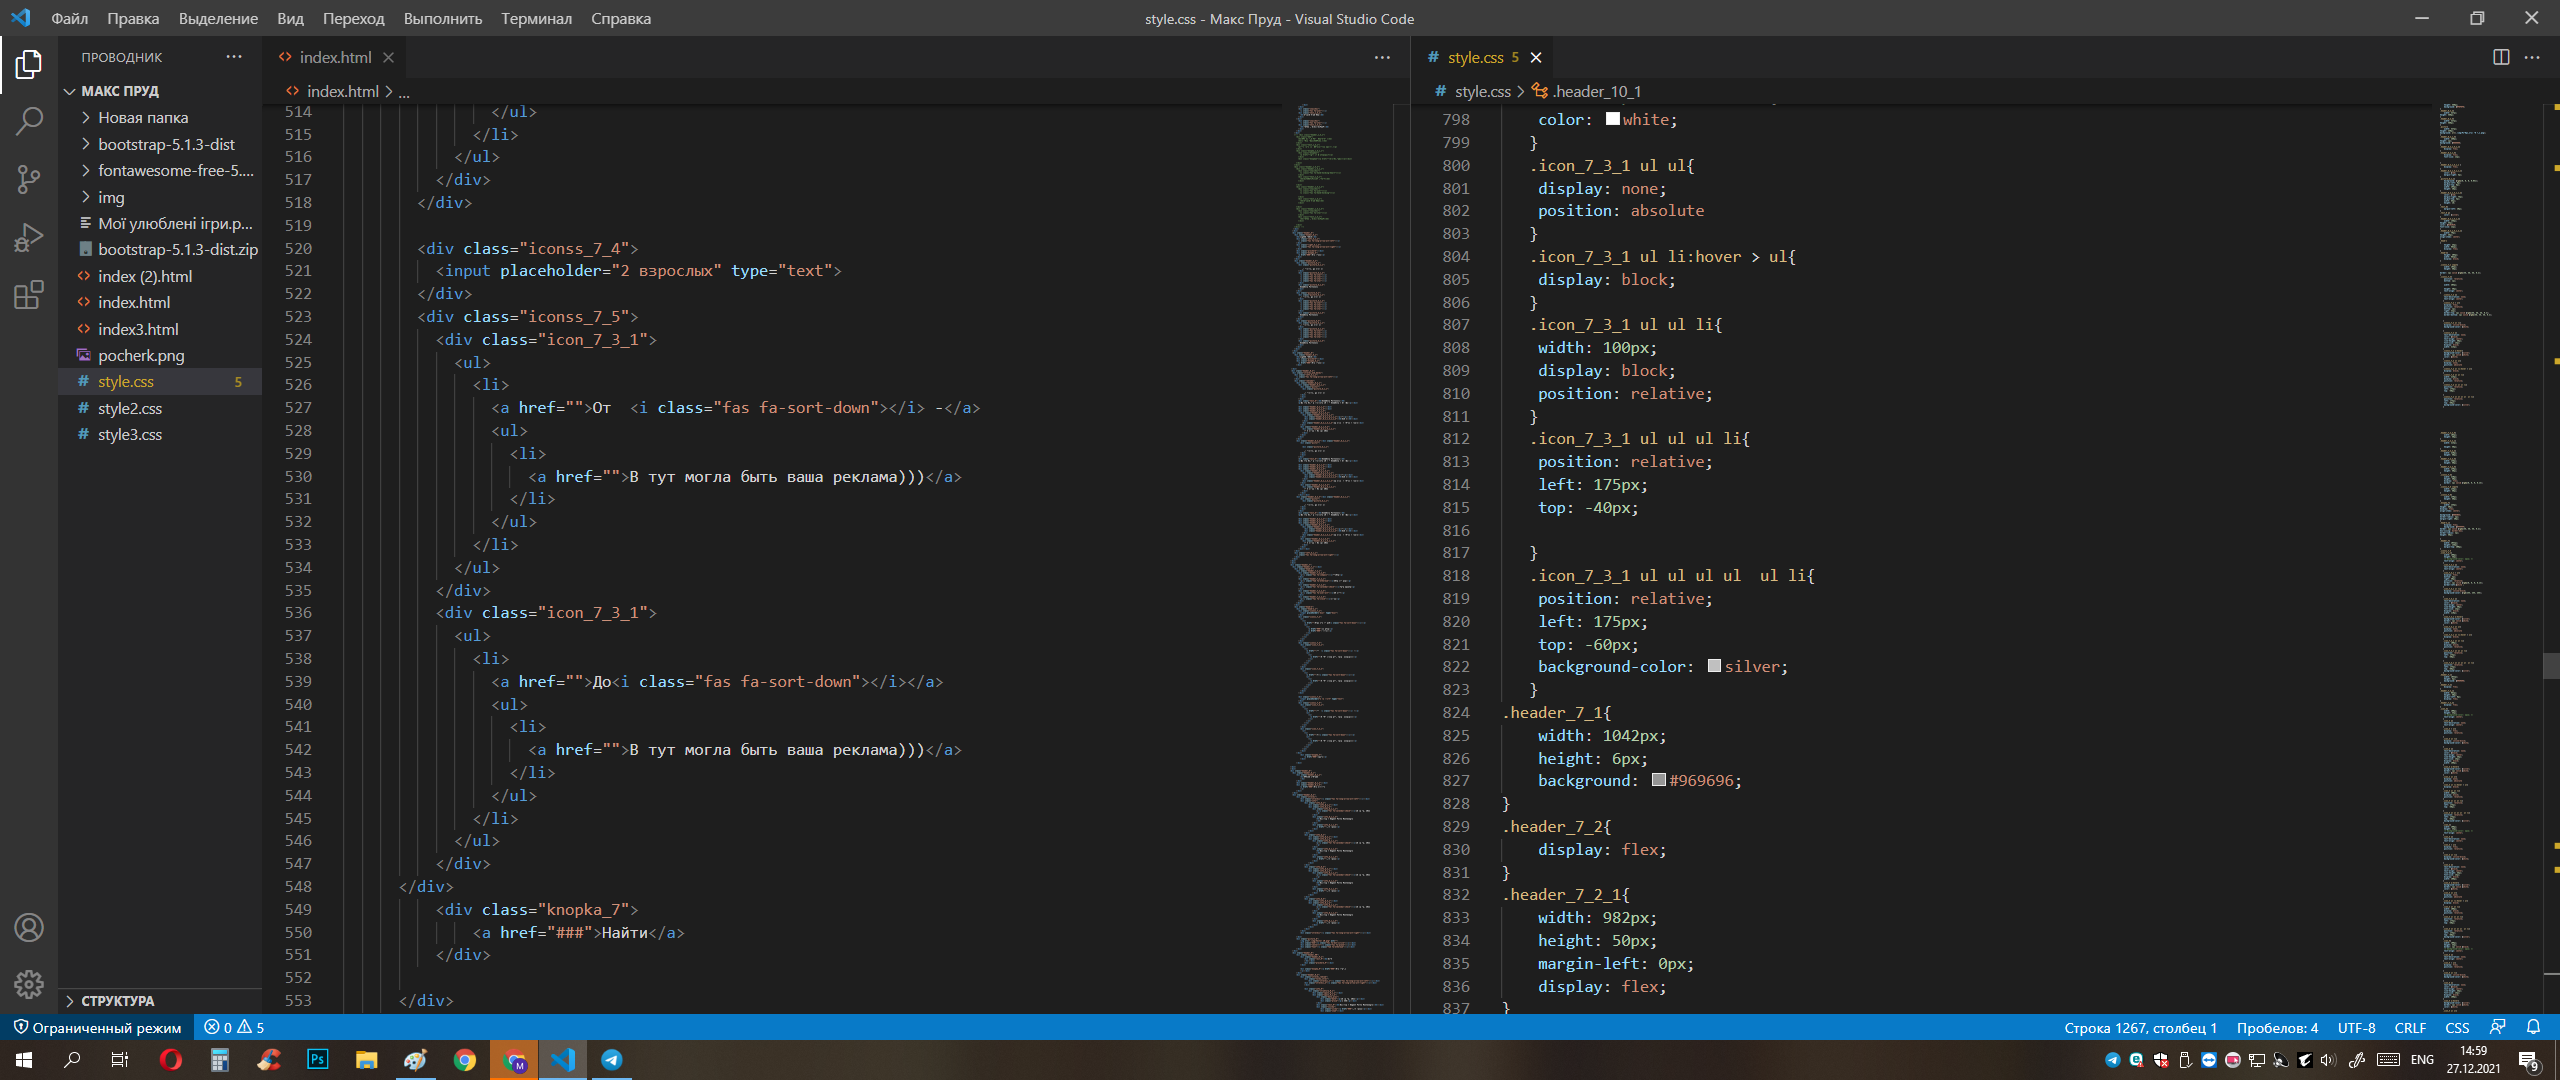 Файл Правка Выделение Вид Переход Выполнить Терминал Справка
style.css - Макс Пруд - Visual Studio Code
ПРОВОДНИК
МАКС ПРУД
Новая папка
bootstrap-5.1.3-dist
fontawesome-free-5....
img
Мої улюблені ігри.р...
bootstrap-5.1.3-dist.zip
index (2).html
index.html
index3.html
pocherk.png
style.css 5
style2.css
style3.css
СТРУКТУРА
index.html
index.html > ...
514 </ul>
515 </li>
516 </ul>
517 </div>
518 </div>
519
520 <div class="iconss_7_4">
521 <input placeholder="2 взрослых" type="text">
522 </div>
523 <div class="iconss_7_5">
524 <div class="icon_7_3_1">
525 <ul>
526 <li>
527 <a href="">От  <i class="fas fa-sort-down"></i> -</a>
528 <ul>
529 <li>
530 <a href="">В тут могла быть ваша реклама)))</a>
531 </li>
532 </ul>
533 </li>
534 </ul>
535 </div>
536 <div class="icon_7_3_1">
537 <ul>
538 <li>
539 <a href="">До<i class="fas fa-sort-down"></i></a>
540 <ul>
541 <li>
542 <a href="">В тут могла быть ваша реклама)))</a>
543 </li>
544 </ul>
545 </li>
546 </ul>
547 </div>
548 </div>
549 <div class="knopka_7">
550 <a href="###">Найти</a>
551 </div>
552
553 </div>
style.css 5
style.css > .header_10_1
798 color: white;
799 }
800 .icon_7_3_1 ul ul{
801 display: none;
802 position: absolute
803 }
804 .icon_7_3_1 ul li:hover > ul{
805 display: block;
806 }
807 .icon_7_3_1 ul ul li{
808 width: 100px;
809 display: block;
810 position: relative;
811 }
812 .icon_7_3_1 ul ul ul li{
813 position: relative;
814 left: 175px;
815 top: -40px;
816
817 }
818 .icon_7_3_1 ul ul ul ul  ul li{
819 position: relative;
820 left: 175px;
821 top: -60px;
822 background-color: silver;
823 }
824 .header_7_1{
825 width: 1042px;
826 height: 6px;
827 background: #969696;
828 }
829 .header_7_2{
830 display: flex;
831 }
832 .header_7_2_1{
833 width: 982px;
834 height: 50px;
835 margin-left: 0px;
836 display: flex;
837 }
Ограниченный режим 0 5
Строка 1267, столбец 1 Пробелов: 4 UTF-8 CRLF CSS
Ps
M
ENG
14:59
27.12.2021
9